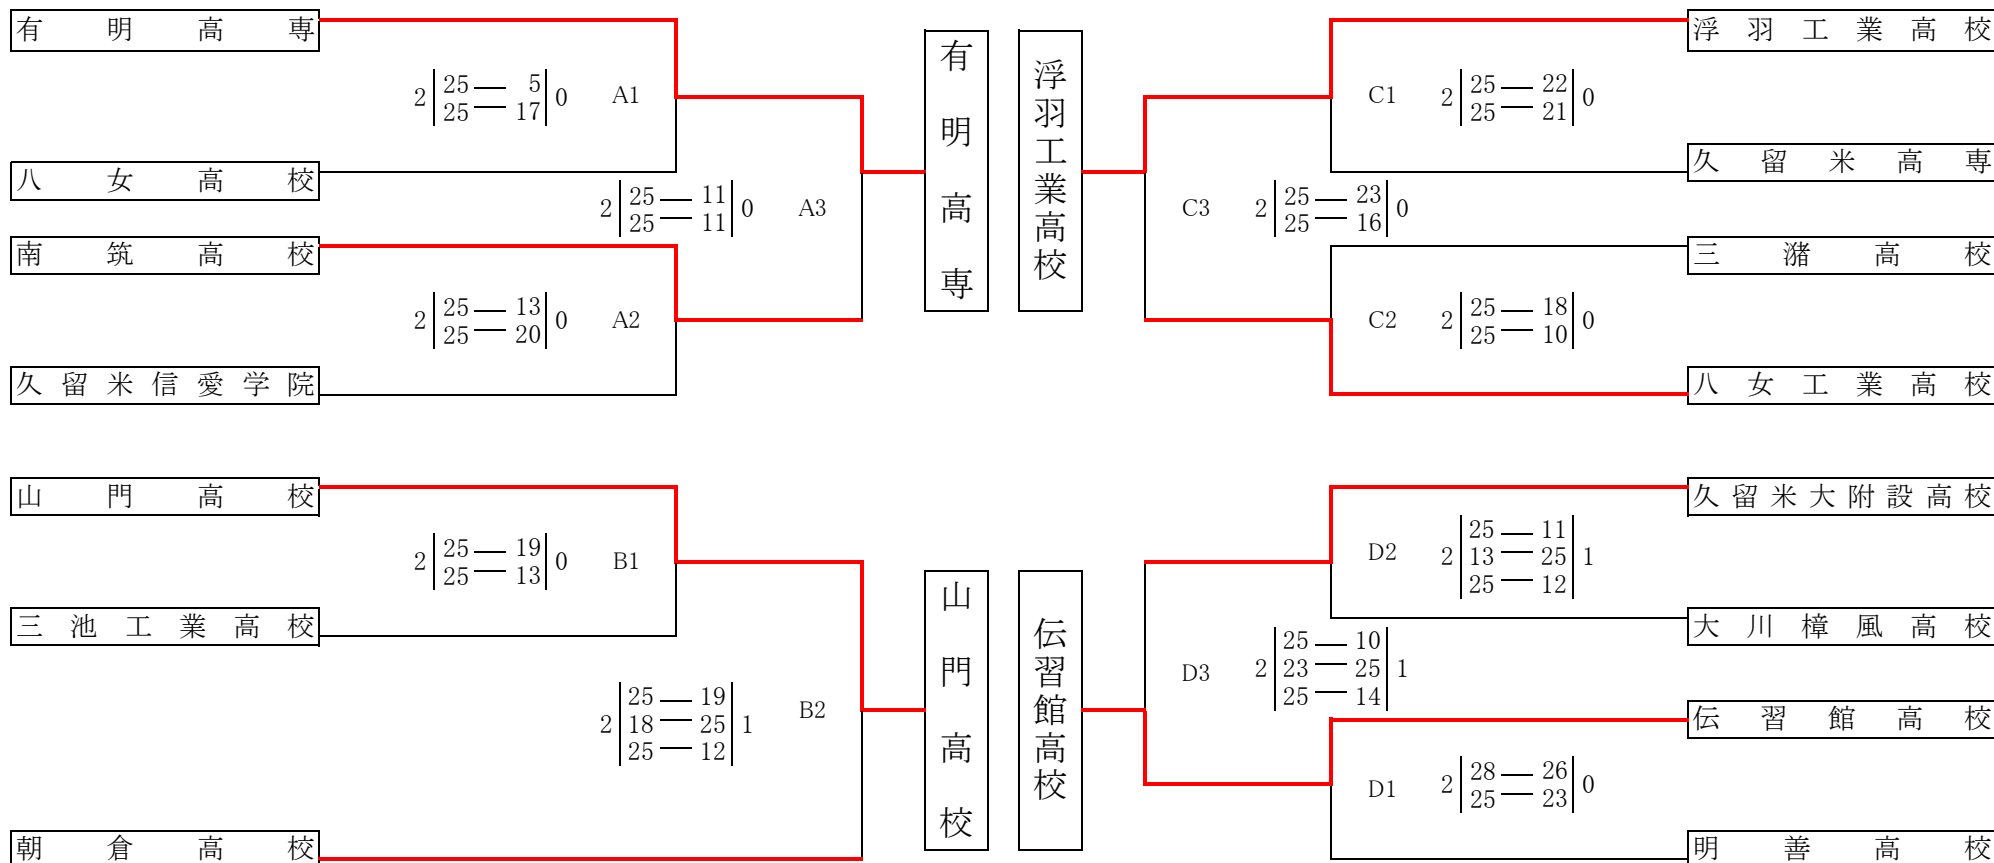 有明高専
2 25 — 5 0 A1
25 — 17
八女高校
2 25 — 11 0 A3
25 — 11
南筑高校
2 25 — 13 0 A2
25 — 20
久留米信愛学院
有明高専
山門高校
2 25 — 19 0 B1
25 — 13
三池工業高校
2 25 — 19 1 B2
18 — 25
25 — 12
朝倉高校
山門高校
浮羽工業高校
浮羽工業高校
C1 2 25 — 22 0
25 — 21
久留米高専
C3 2 25 — 23 0
25 — 16
三潴高校
C2 2 25 — 18 0
25 — 10
八女工業高校
伝習館高校
久留米大附設高校
D2 2 25 — 11 1
13 — 25
25 — 12
大川樟風高校
D3 2 25 — 10 1
23 — 25
25 — 14
伝習館高校
D1 2 28 — 26 0
25 — 23
明善高校